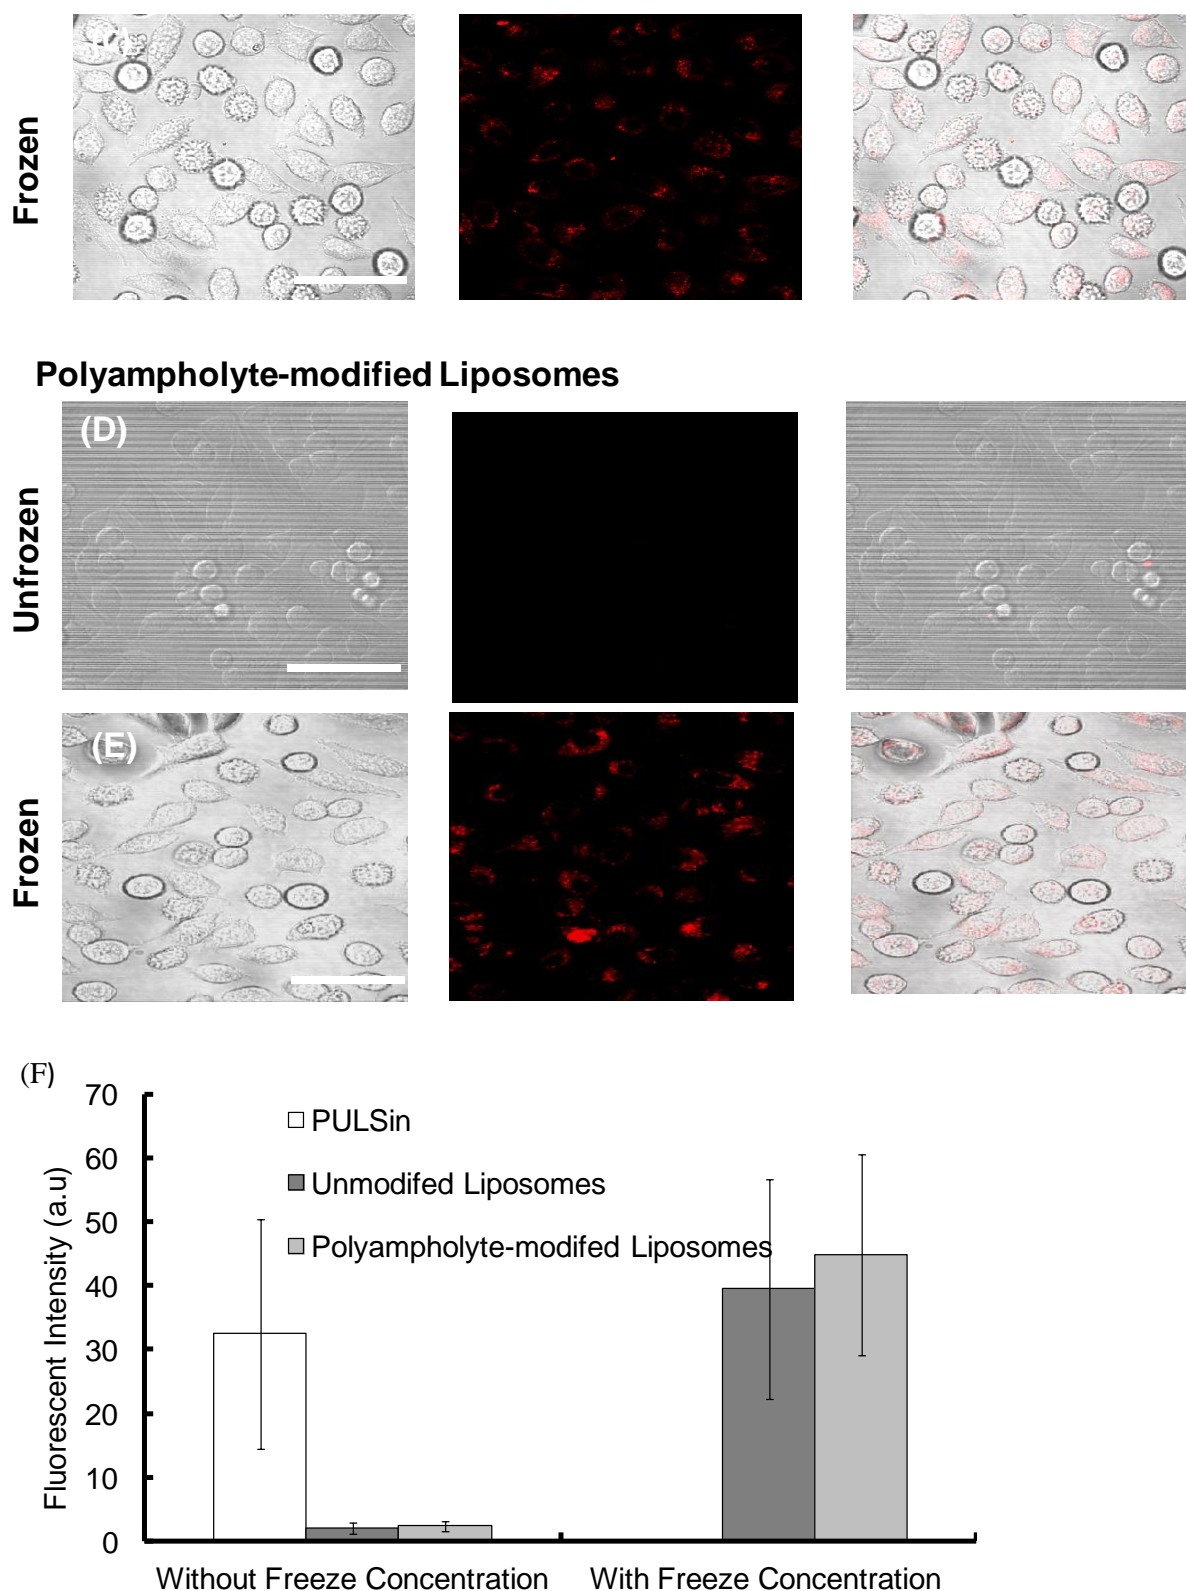 Frozen
Polyampholyte-modified Liposomes
(D)
Unfrozen
(E)
Frozen
(F)
70
60
50
40
30
20
10
0
Fluorescent Intensity (a.u)
PULSin
Unmodifed Liposomes
Polyampholyte-modifed Liposomes
Without Freeze Concentration
With Freeze Concentration